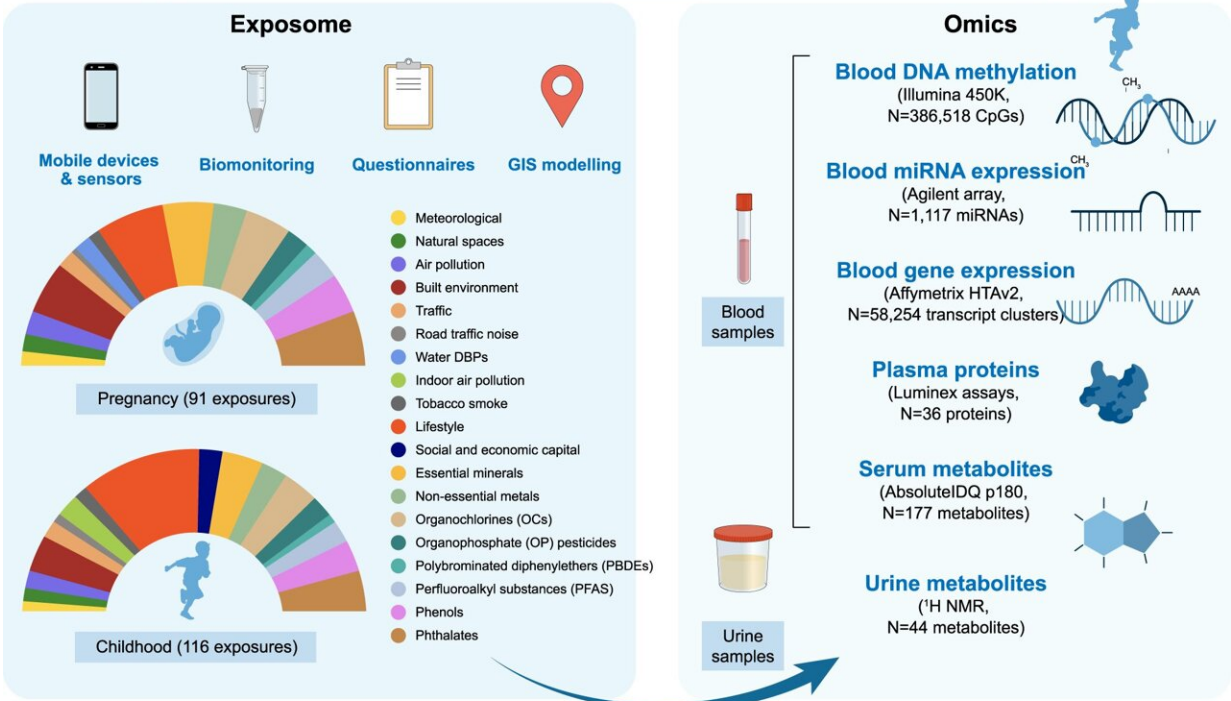 Exposome
Mobile devices
& sensors
Biomonitoring
Questionnaires
GIS modelling
Pregnancy (91 exposures)
Childhood (116 exposures)
Meteorological
Natural spaces
Air pollution
Built environment
Traffic
Road traffic noise
Water DBPs
Indoor air pollution
Tobacco smoke
Lifestyle
Social and economic capital
Essential minerals
Non-essential metals
Organochlorines (OCs)
Organophosphate (OP) pesticides
Polybrominated diphenylethers (PBDEs)
Perfluoroalkyl substances (PFAS)
Phenols
Phthalates
Omics
Blood
samples
Urine
samples
Blood DNA methylation
(Illumina 450K,
N=386,518 CpGs)
CH₃
CH₃
Blood miRNA expression
(Agilent array,
N=1,117 miRNAs)
Blood gene expression
(Affymetrix HTAv2,
N=58,254 transcript clusters)
AAAA
Plasma proteins
(Luminex assays,
N=36 proteins)
Serum metabolites
(AbsoluteIDQ p180,
N=177 metabolites)
Urine metabolites
(¹H NMR,
N=44 metabolites)